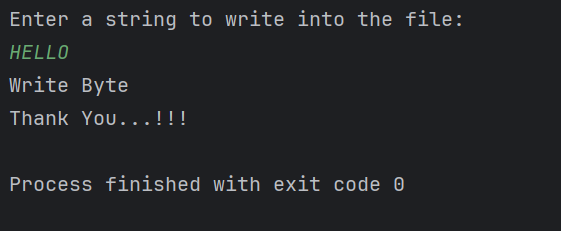 Enter a string to write into the file:
HELLO
Write Byte
Thank You...!!!
Process finished with exit code 0